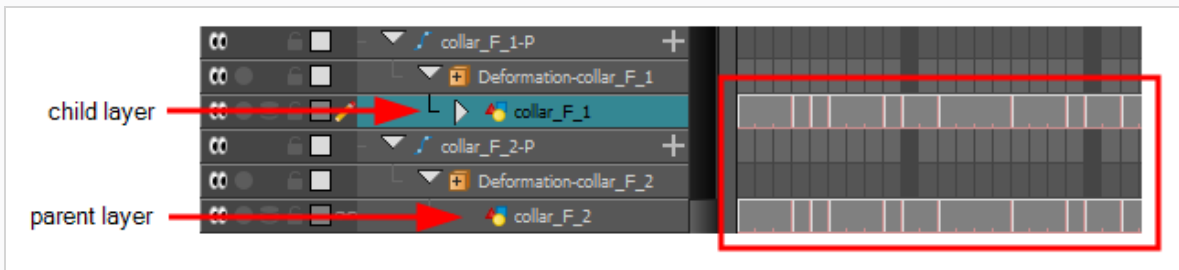 collar_F_1-P
Deformation-collar_F_1
child layer collar_F_1
collar_F_2-P
Deformation-collar_F_2
parent layer collar_F_2